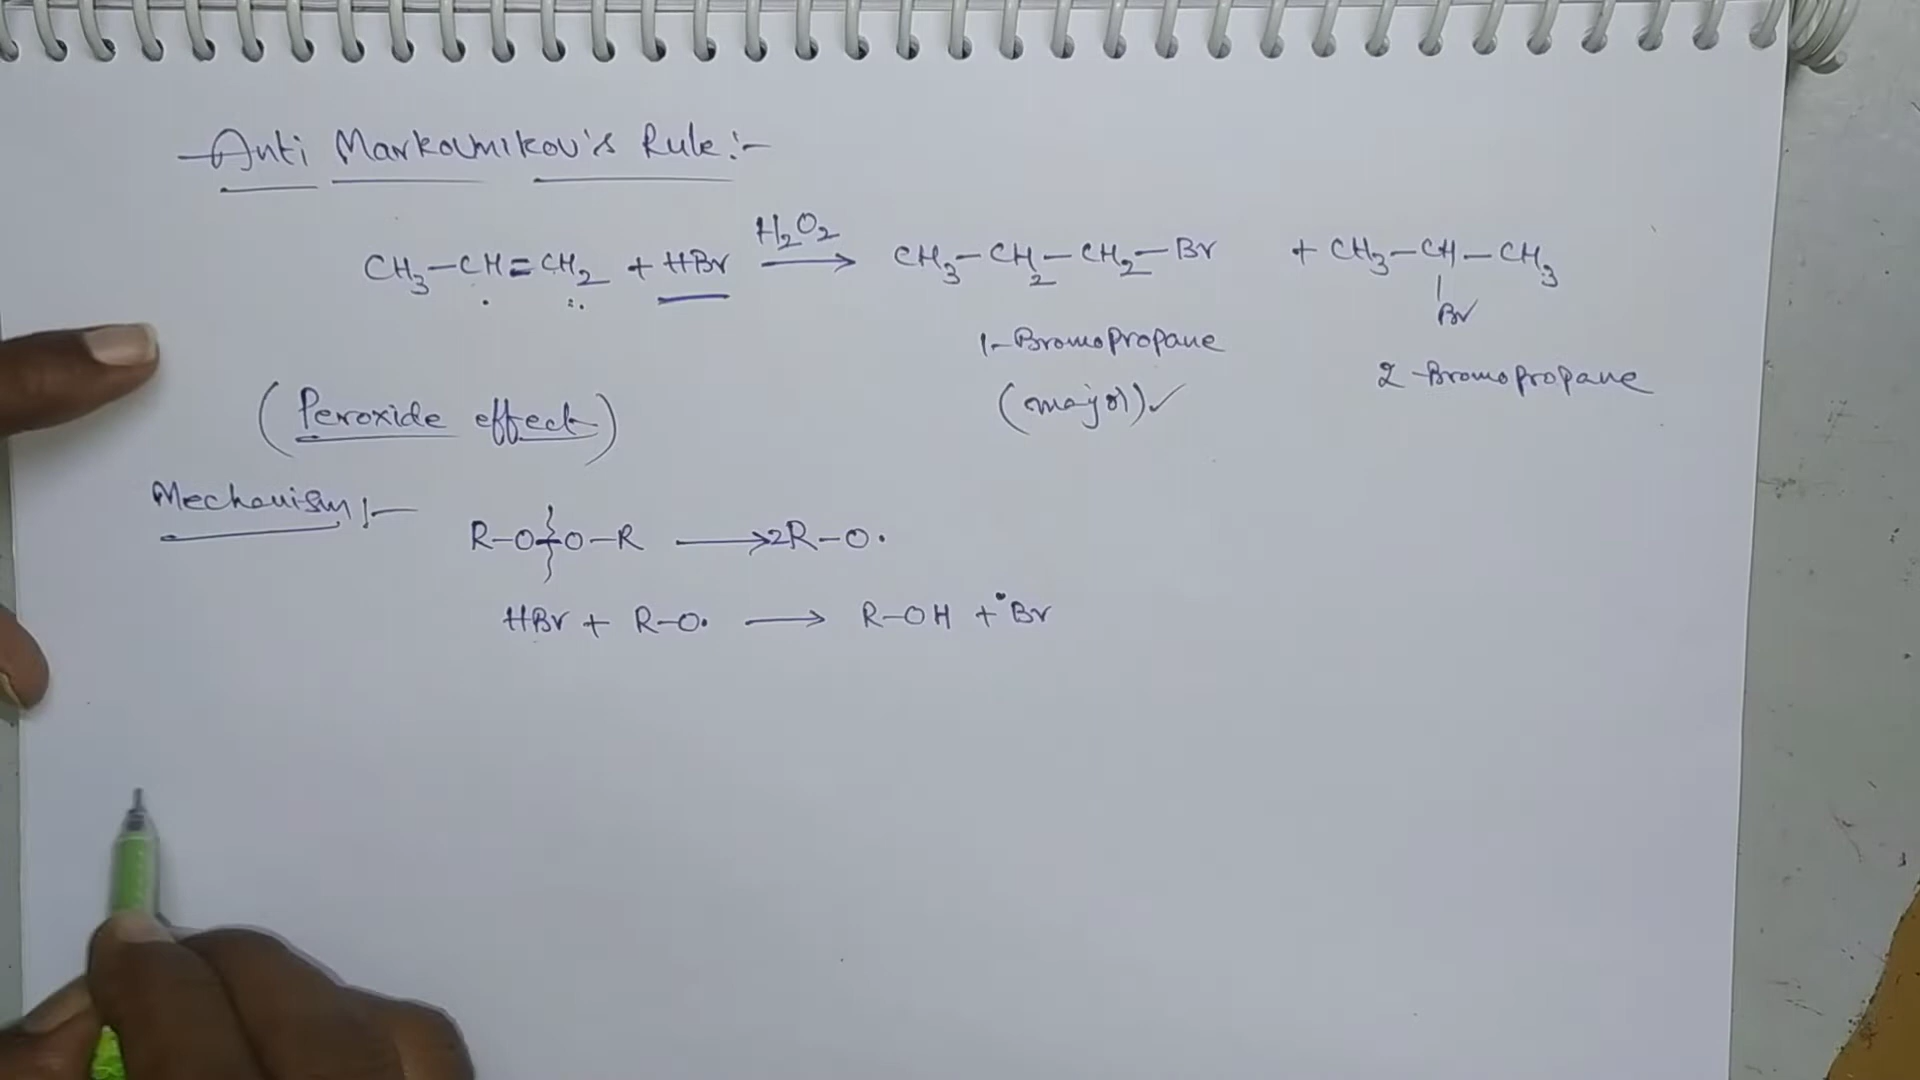 Anti Markovnikov's Rule:-
CH3-CH=CH2 + HBr H2O2→ CH3-CH2-CH2-Br + CH3-CH-CH3
Br
1-Bromopropane
2-Bromopropane
(Peroxide effect)
(major)✓
Mechanism:-
R-O-O-R → 2R-O•
HBr + R-O• → R-OH + •Br